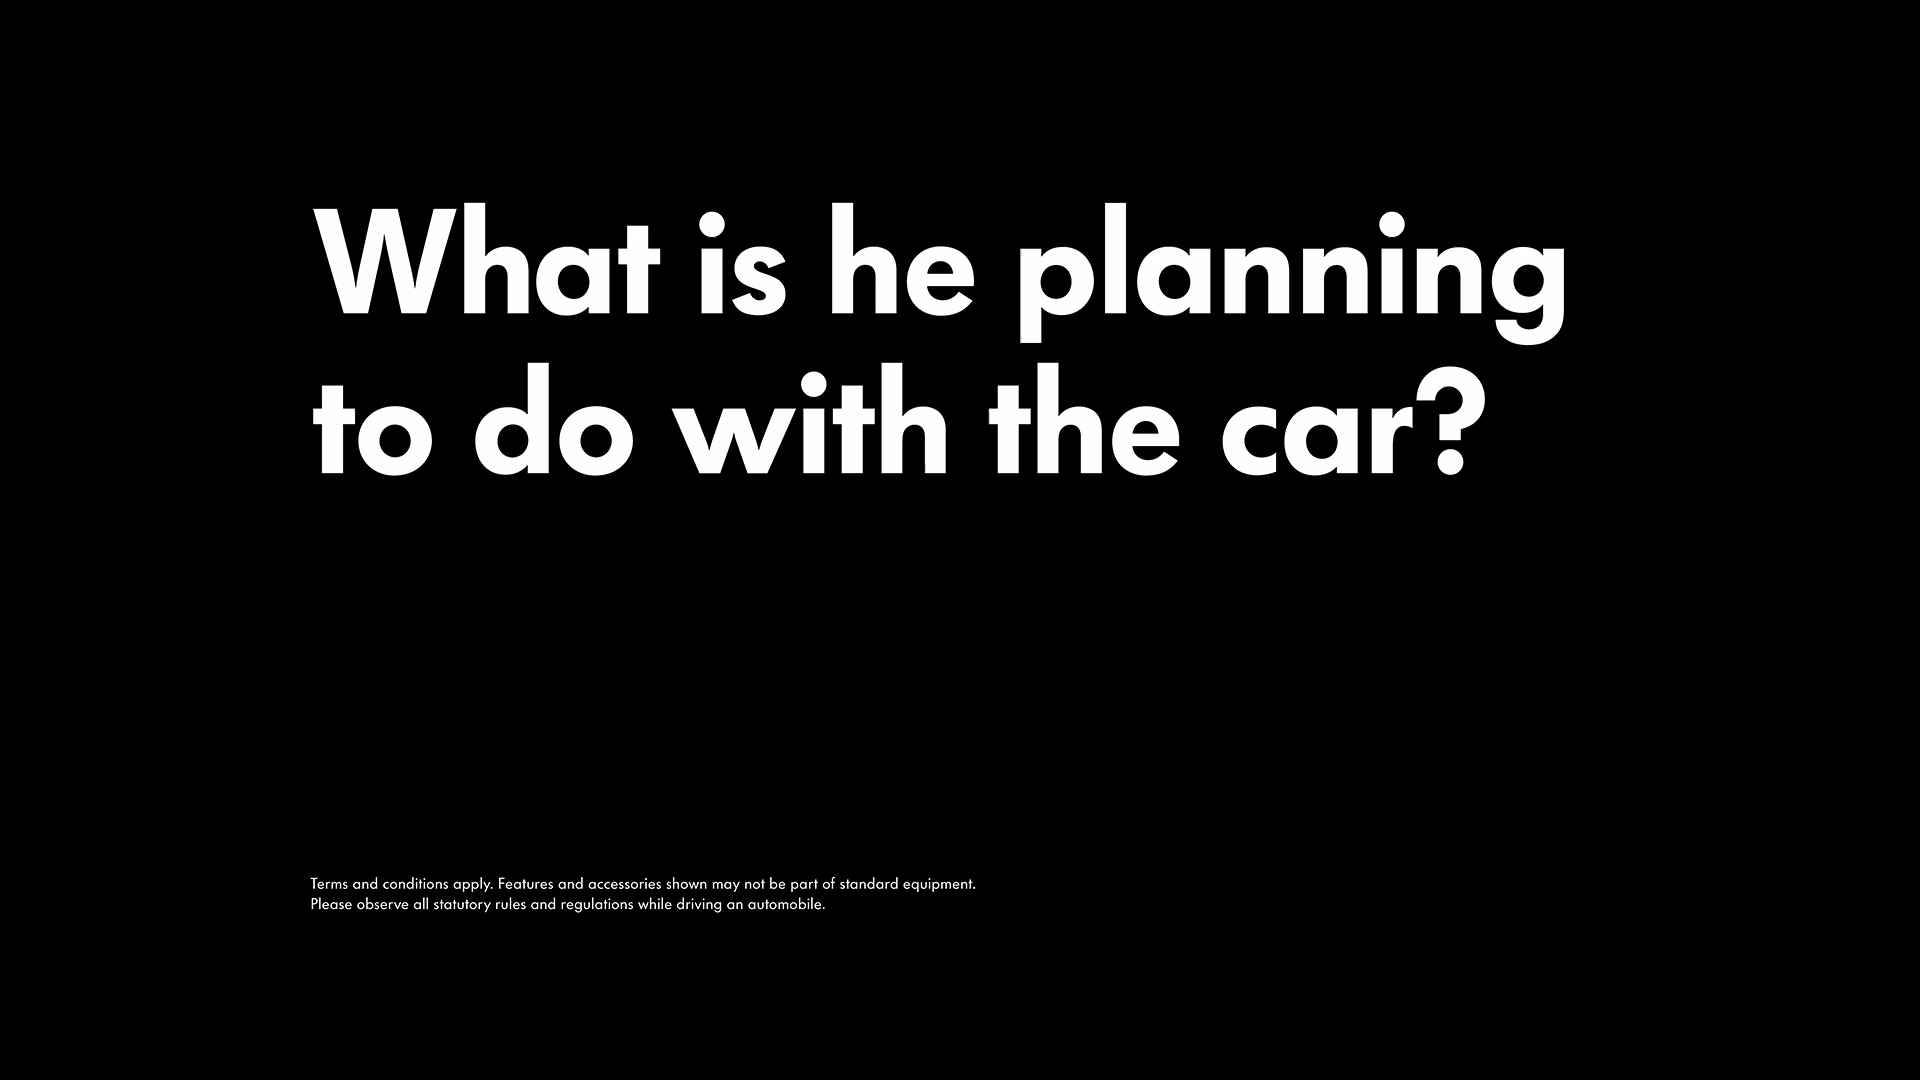 What is he planning
to do with the car?
Terms and conditions apply. Features and accessories shown may not be part of standard equipment.
Please observe all statutory rules and regulations while driving an automobile.